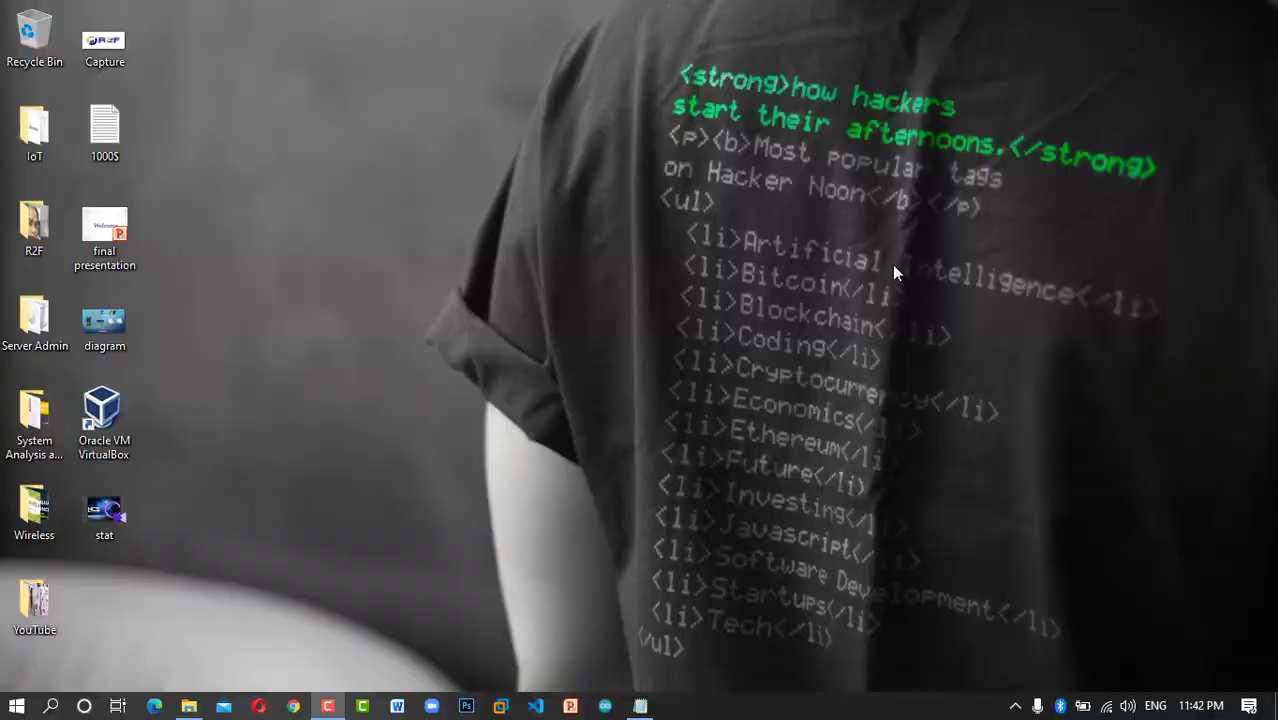 Recycle Bin
Capture
IoT
1000$
R2F
final
presentation
Server Admin
diagram
System
Analysis a...
Oracle VM
VirtualBox
Wireless
stat
YouTube
<strong>how hackers
start their afternoons.</strong>
<p><b>Most popular tags
on Hacker Noon</b></p>
<ul>
<li>Artificial Intelligence</li>
<li>Bitcoin</li>
<li>Blockchain</li>
<li>Coding</li>
<li>Cryptocurrency</li>
<li>Economics</li>
<li>Ethereum</li>
<li>Future</li>
<li>Investing</li>
<li>Javascript</li>
<li>Software Development</li>
<li>Startups</li>
<li>Tech</li>
</ul>
ENG
11:42 PM